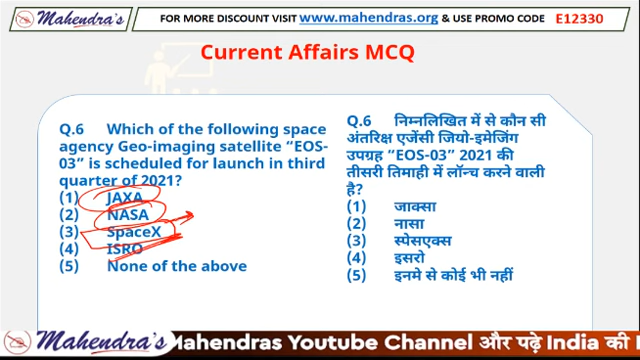 Mahendra's
FOR MORE DISCOUNT VISIT www.mahendras.org & USE PROMO CODE E12330
Mahendra's
Current Affairs MCQ
Q.6 Which of the following space
agency Geo-imaging satellite “EOS-
03” is scheduled for launch in third
quarter of 2021?
(1) JAXA
(2) NASA
(3) SpaceX
(4) ISRO
(5) None of the above
Q.6 निम्नलिखित में से कौन सी
अंतरिक्ष एजेंसी जियो-इमेजिंग
उपग्रह “EOS-03” 2021 की
तीसरी तिमाही में लॉन्च करने वाली
है?
(1) जाक्सा
(2) नासा
(3) स्पेसएक्स
(4) इसरो
(5) इनमे से कोई भी नहीं
Mahendra's
Mahendras Youtube Channel और पढ़े India की